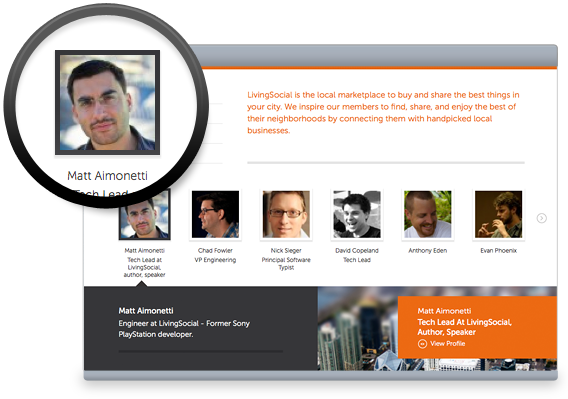 LivingSocial is the local marketplace to buy and share the best things in
your city. We inspire our members to find, share, and enjoy the best of
their neighborhoods by connecting them with handpicked local
businesses.
Matt Aimonetti
Tech Lead
Matt Aimonetti
Tech Lead at
LivingSocial,
author, speaker
Chad Fowler
VP Engineering
Nick Sieger
Principal Software
Typist
David Copeland
Tech Lead
Anthony Eden
Evan Phoenix
Matt Aimonetti
Engineer at LivingSocial - Former Sony
PlayStation developer.
Matt Aimonetti
Tech Lead At LivingSocial,
Author, Speaker
View Profile